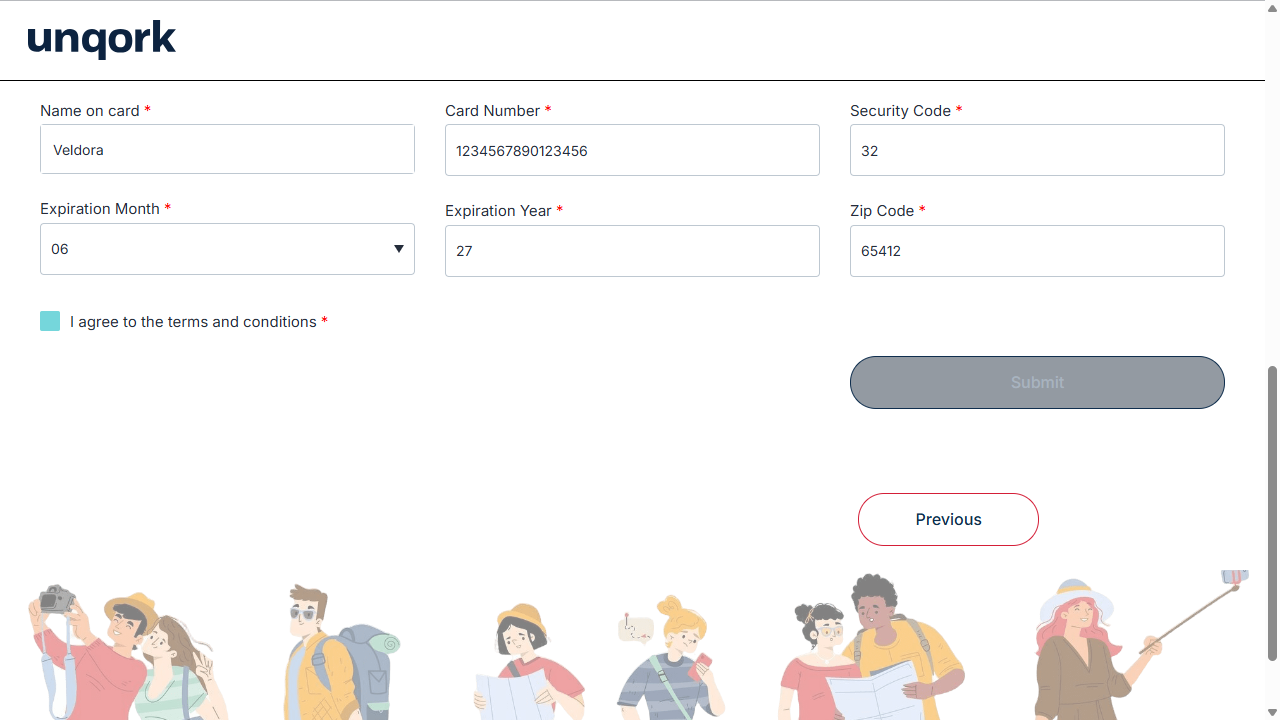 unqork
Name on card *
Card Number *
Security Code *
Veldora
1234567890123456
32
Expiration Month *
Expiration Year *
Zip Code *
06
27
65412
I agree to the terms and conditions *
Submit
Previous